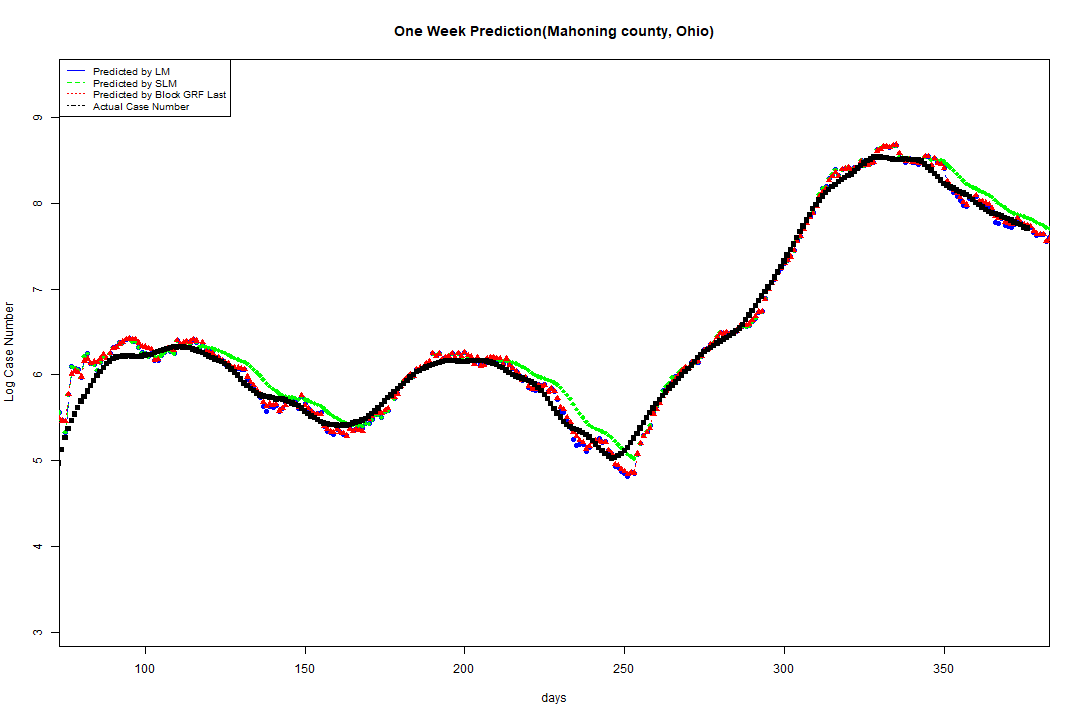 One Week Prediction(Mahoning county, Ohio)
Predicted by LM
Predicted by SLM
Predicted by Block GRF Last
Actual Case Number
Log Case Number
9
8
7
6
5
4
3
100 150 200 250 300 350
days